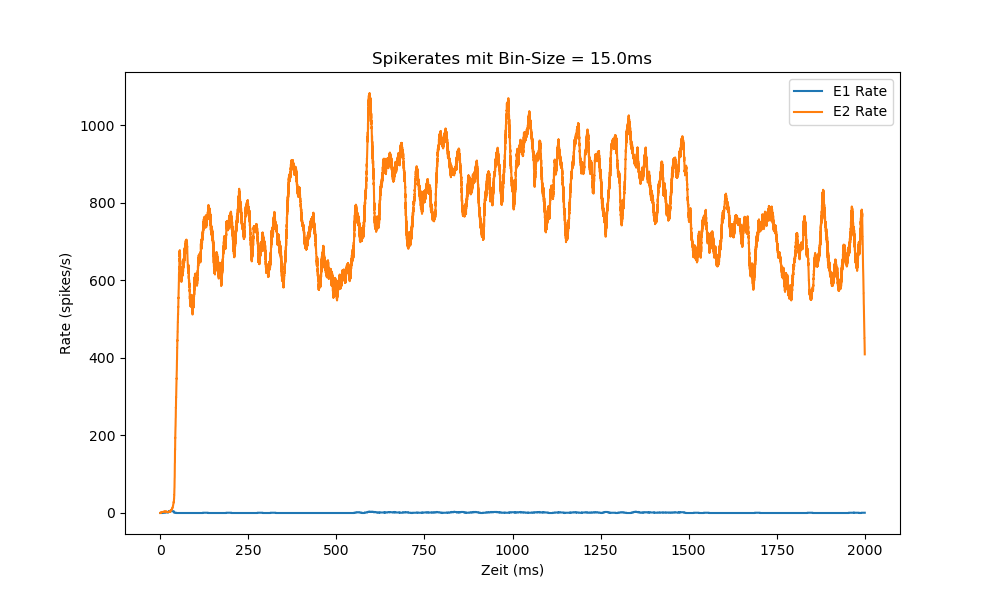 Spikerates mit Bin-Size = 15.0ms
E1 Rate
E2 Rate
Rate (spikes/s)
1000
800
600
400
200
0
0 250 500 750 1000 1250 1500 1750 2000
Zeit (ms)